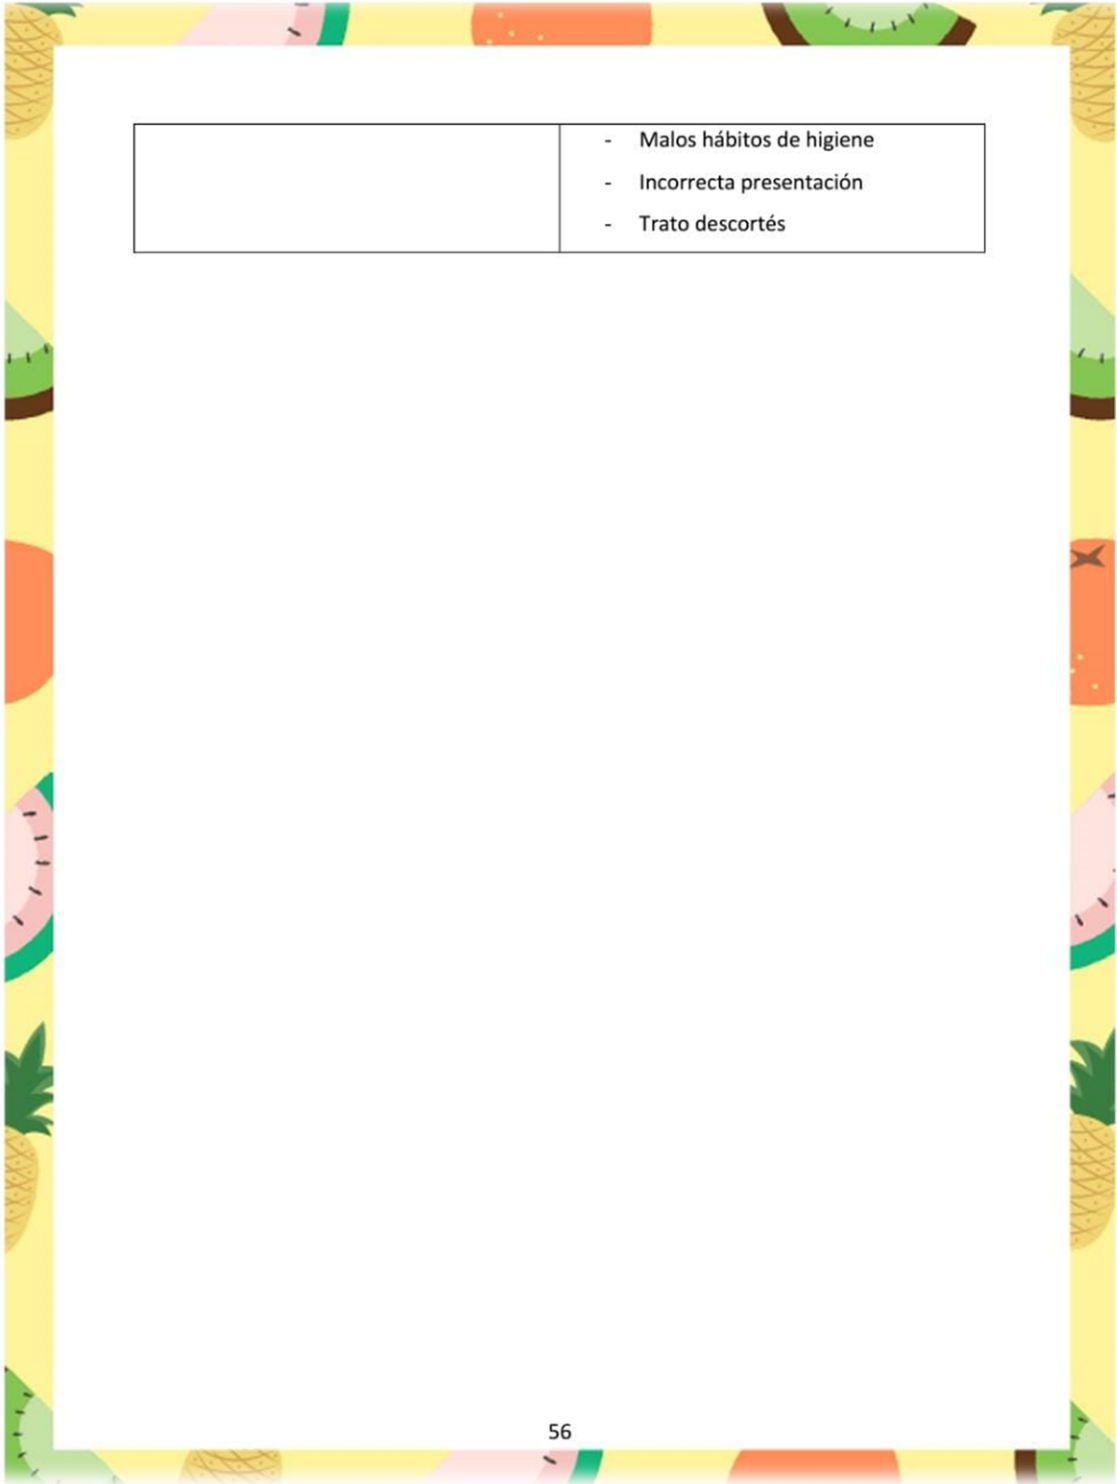 - Malos hábitos de higiene
- Incorrecta presentación
- Trato descortés
56